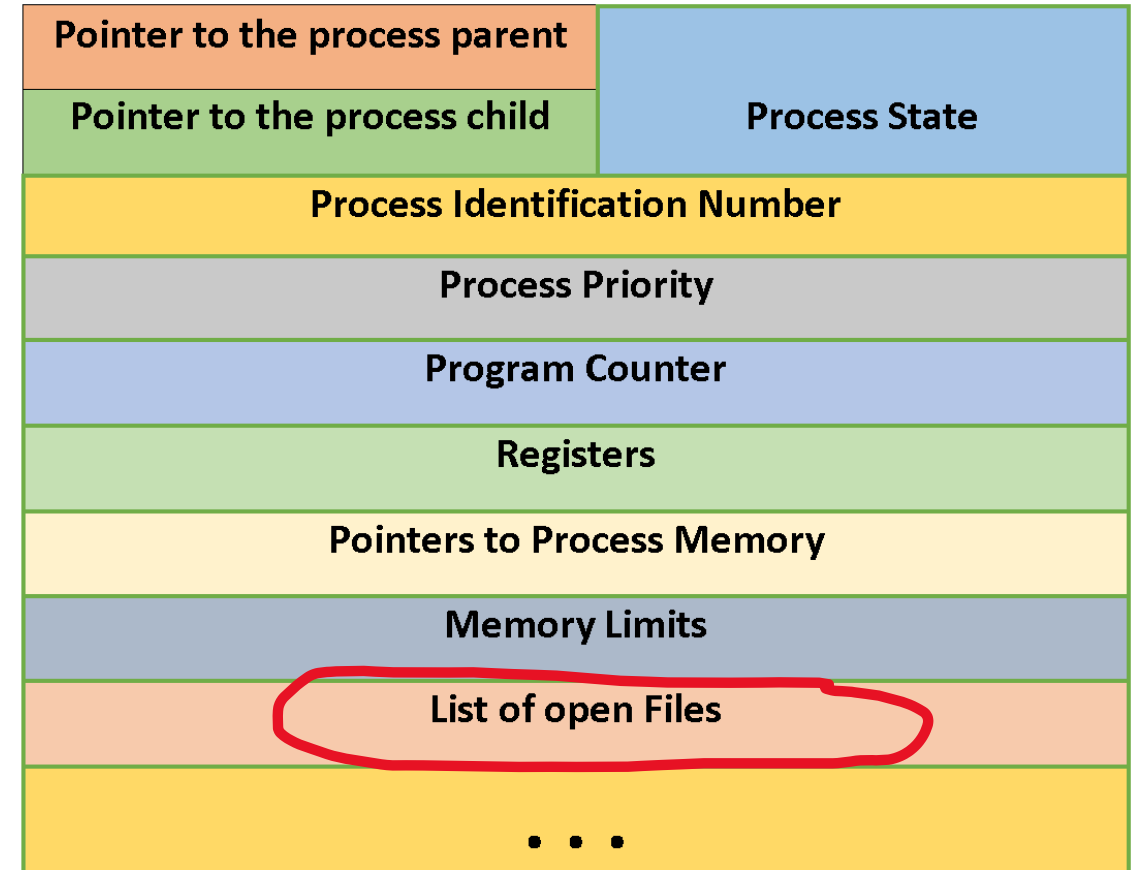 Pointer to the process parent
Pointer to the process child
Process State
Process Identification Number
Process Priority
Program Counter
Registers
Pointers to Process Memory
Memory Limits
List of open Files
. . .